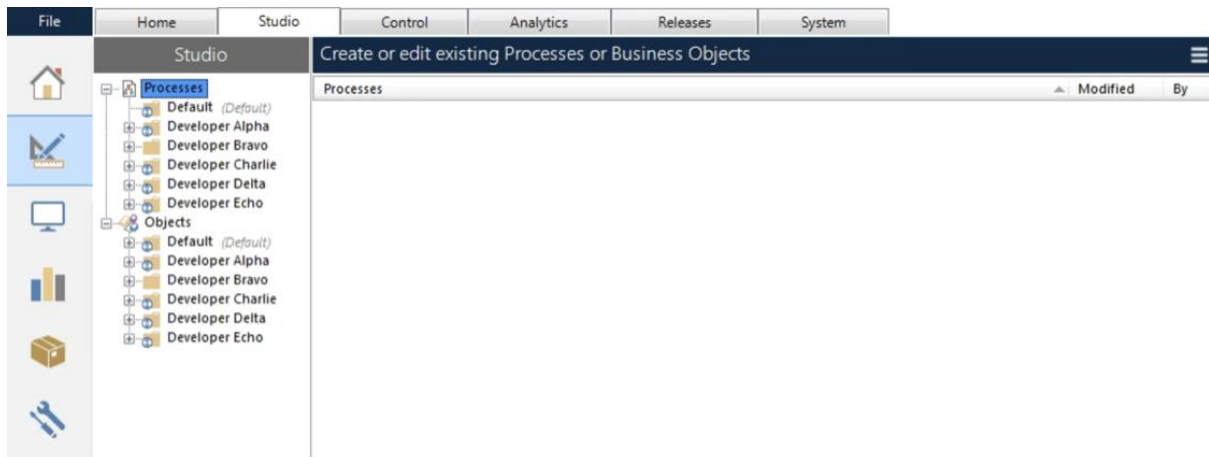 File Home Studio Control Analytics Releases System
Studio
Create or edit existing Processes or Business Objects
Processes
Default (Default)
Developer Alpha
Developer Bravo
Developer Charlie
Developer Delta
Developer Echo
Objects
Default (Default)
Developer Alpha
Developer Bravo
Developer Charlie
Developer Delta
Developer Echo
Processes Modified By